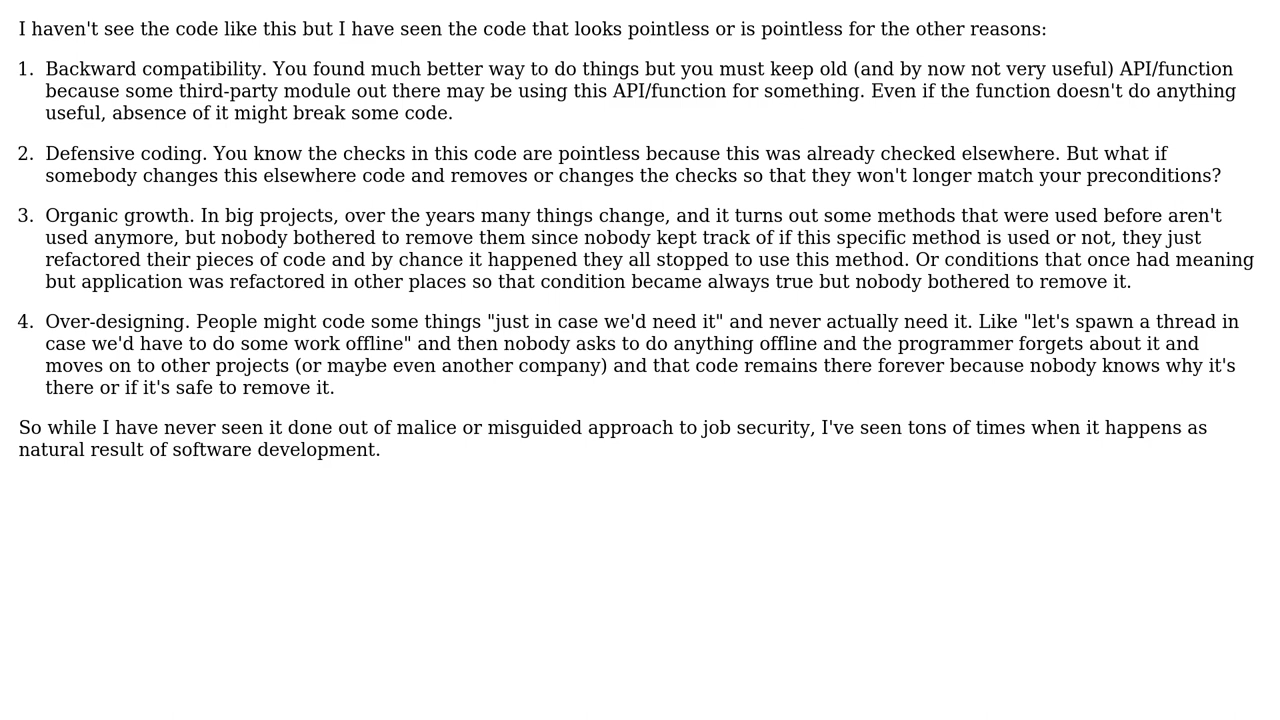 I haven't see the code like this but I have seen the code that looks pointless or is pointless for the other reasons:
1. Backward compatibility. You found much better way to do things but you must keep old (and by now not very useful) API/function
because some third-party module out there may be using this API/function for something. Even if the function doesn't do anything
useful, absence of it might break some code.
2. Defensive coding. You know the checks in this code are pointless because this was already checked elsewhere. But what if
somebody changes this elsewhere code and removes or changes the checks so that they won't longer match your preconditions?
3. Organic growth. In big projects, over the years many things change, and it turns out some methods that were used before aren't
used anymore, but nobody bothered to remove them since nobody kept track of if this specific method is used or not, they just
refactored their pieces of code and by chance it happened they all stopped to use this method. Or conditions that once had meaning
but application was refactored in other places so that condition became always true but nobody bothered to remove it.
4. Over-designing. People might code some things "just in case we'd need it" and never actually need it. Like "let's spawn a thread in
case we'd have to do some work offline" and then nobody asks to do anything offline and the programmer forgets about it and
moves on to other projects (or maybe even another company) and that code remains there forever because nobody knows why it's
there or if it's safe to remove it.
So while I have never seen it done out of malice or misguided approach to job security, I've seen tons of times when it happens as
natural result of software development.